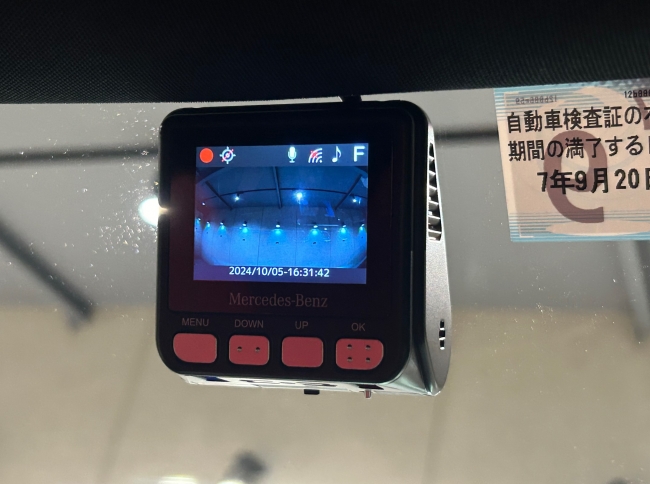 F
2024/10/05-16:31:42
Mercedes-Benz
MENU DOWN UP OK
自動車検査証の
期間の満了する
7年9月20日
9